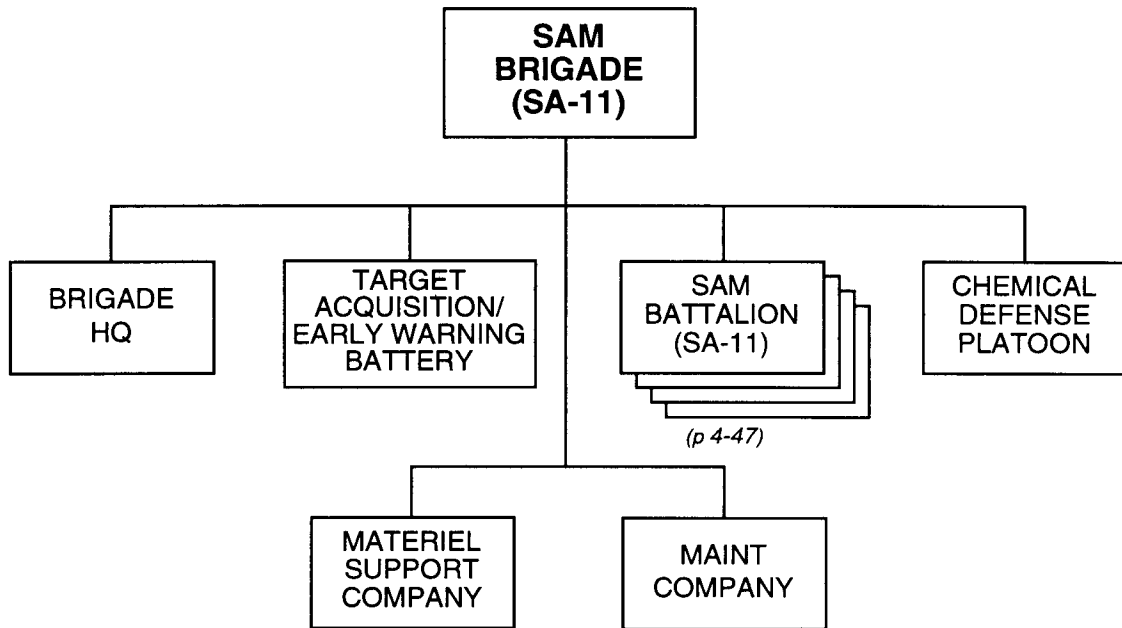 SAM
BRIGADE
(SA-11)
BRIGADE
HQ
TARGET
ACQUISITION/
EARLY WARNING
BATTERY
SAM
BATTALION
(SA-11)
(p 4-47)
CHEMICAL
DEFENSE
PLATOON
MATERIEL
SUPPORT
COMPANY
MAINT
COMPANY